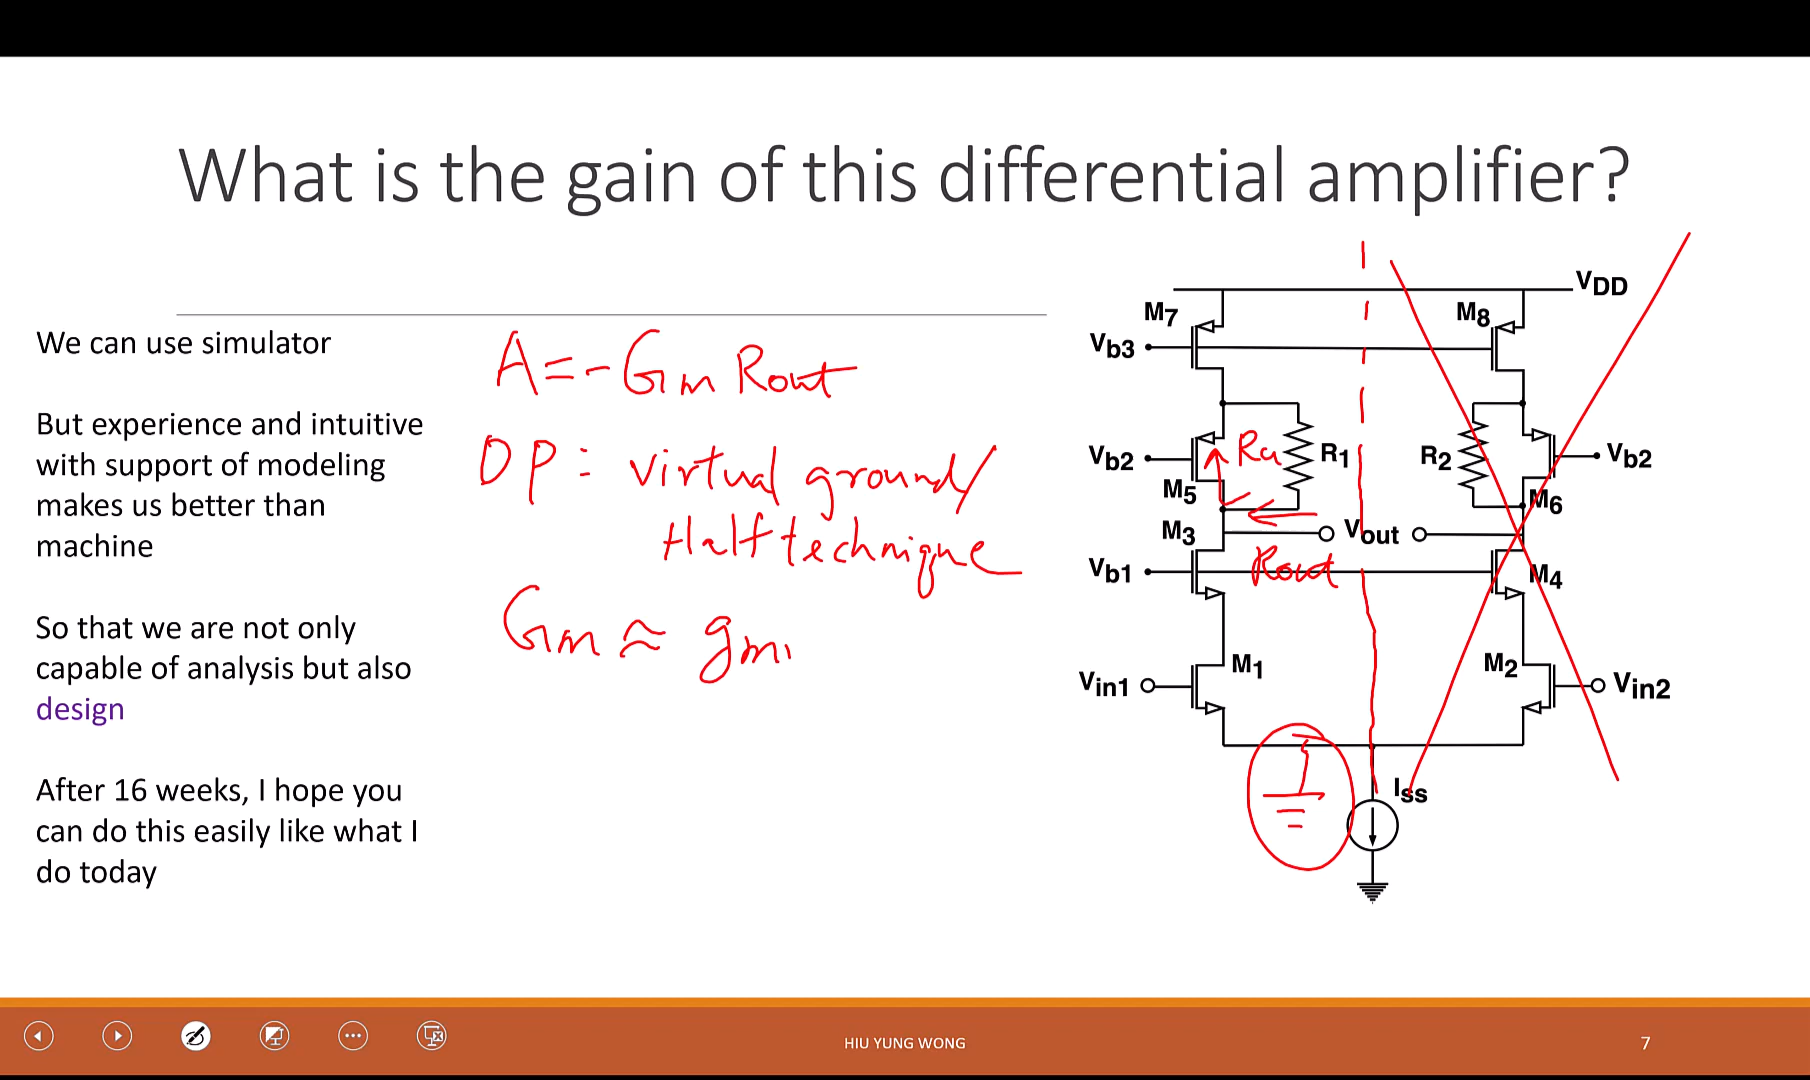 What is the gain of this differential amplifier?
We can use simulator
But experience and intuitive
with support of modeling
makes us better than
machine
So that we are not only
capable of analysis but also
design
After 16 weeks, I hope you
can do this easily like what I
do today
A = - Gm Rout
DP : virtual ground/
Half technique
Gm ≈ gm1
VDD
M7
M8
Vb3
Vb2
Ra
R1
R2
Vb2
M5
M6
M3
Vout
Vb1
Rout
M4
M1
M2
Vin1
Vin2
Iss
HIU YUNG WONG
7